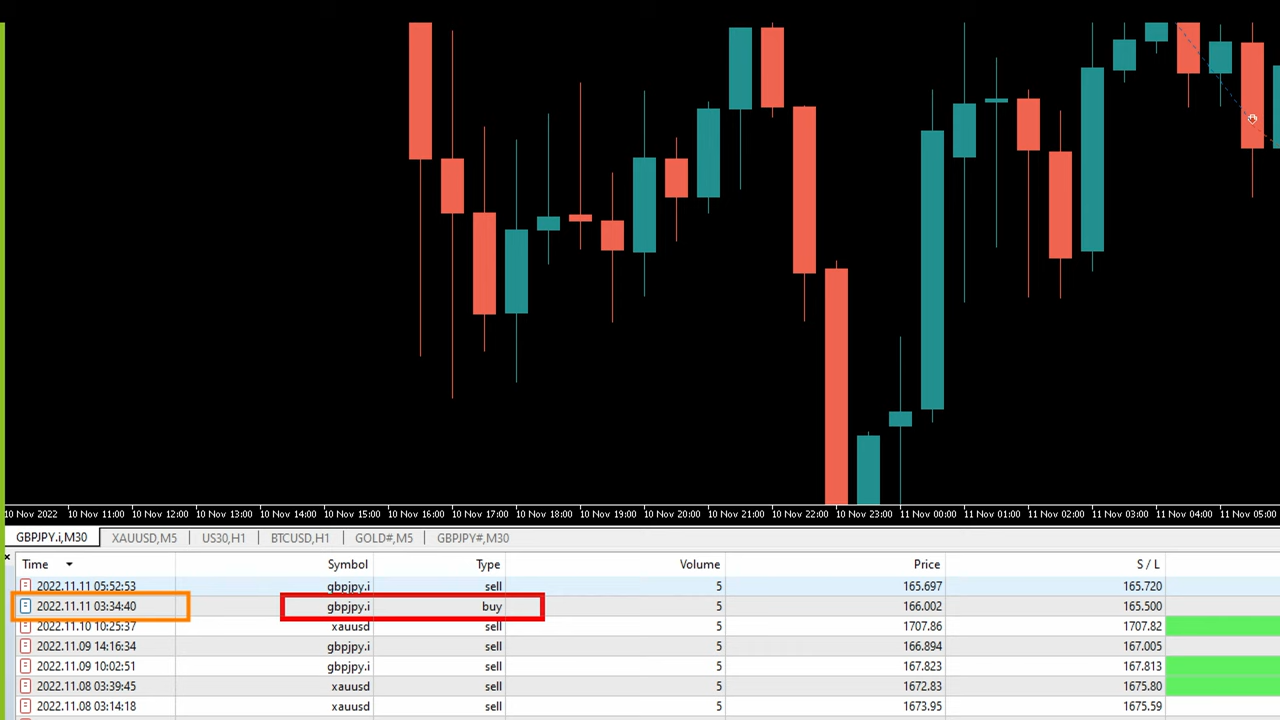 10 Nov 2022 10 Nov 11:00 10 Nov 12:00 10 Nov 13:00 10 Nov 14:00 10 Nov 15:00 10 Nov 16:00 10 Nov 17:00 10 Nov 18:00 10 Nov 19:00 10 Nov 20:00 10 Nov 21:00 10 Nov 22:00 10 Nov 23:00 11 Nov 00:00 11 Nov 01:00 11 Nov 02:00 11 Nov 03:00 11 Nov 04:00 11 Nov 05:00
GBPJPY.i,M30 XAUUSD,M5 US30,H1 BTCUSD,H1 GOLD#,M5 GBPJPY#,M30
Time Symbol Type Volume Price S / L
2022.11.11 05:52:53 gbpjpy.i sell 5 165.697 165.720
2022.11.11 03:34:40 gbpjpy.i buy 5 166.002 165.500
2022.11.10 10:25:37 xauusd sell 5 1707.86 1707.82
2022.11.09 14:16:34 gbpjpy.i sell 5 166.894 167.005
2022.11.09 10:02:51 gbpjpy.i sell 5 167.823 167.813
2022.11.08 03:39:45 xauusd sell 5 1672.83 1675.80
2022.11.08 03:14:18 xauusd sell 5 1673.95 1675.59